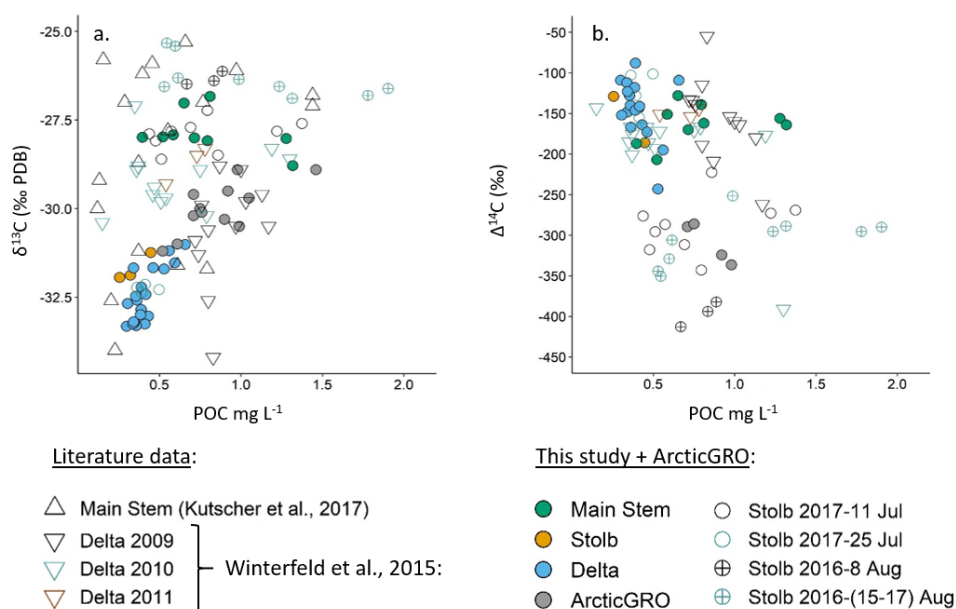 a.
b.
-25.0
-27.5
-30.0
-32.5
δ¹³C (‰ PDB)
0.5 1.0 1.5 2.0
POC mg L⁻¹
-50
-100
-150
-200
-250
-300
-350
-400
-450
Δ¹⁴C (‰)
0.5 1.0 1.5 2.0
POC mg L⁻¹
Literature data:
Main Stem (Kutscher et al., 2017)
Delta 2009
Delta 2010
Delta 2011
Winterfeld et al., 2015:
This study + ArcticGRO:
Main Stem
Stolb
Delta
ArcticGRO
Stolb 2017-11 Jul
Stolb 2017-25 Jul
Stolb 2016-8 Aug
Stolb 2016-(15-17) Aug